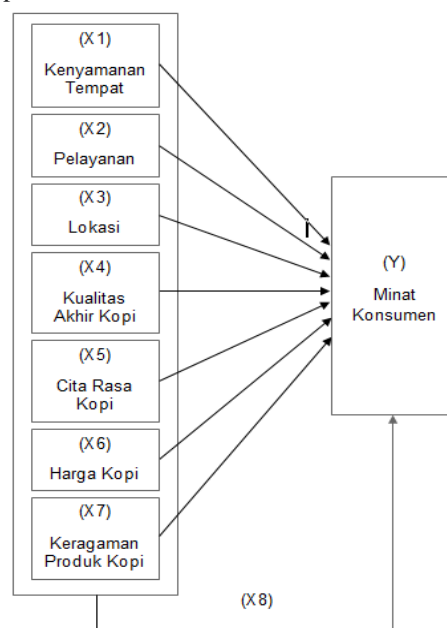 (X1)
Kenyamanan
Tempat
(X2)
Pelayanan
(X3)
Lokasi
(X4)
Kualitas
Akhir Kopi
(X5)
Cita Rasa
Kopi
(X6)
Harga Kopi
(X7)
Keragaman
Produk Kopi
(Y)
Minat
Konsumen
(X8)